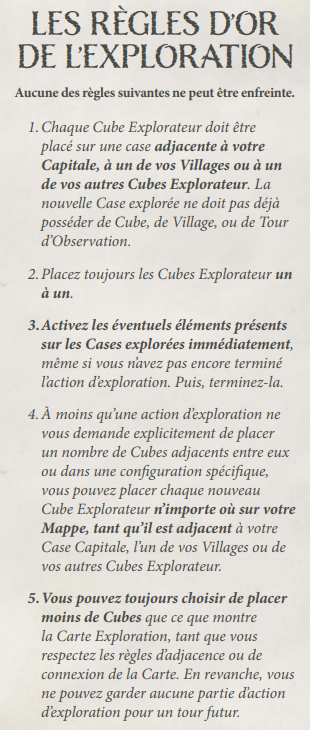 LES RÈGLES D'OR
DE L'EXPLORATION
Aucune des règles suivantes ne peut être enfreinte.
1. Chaque Cube Explorateur doit être
placé sur une case adjacente à votre
Capitale, à un de vos Villages ou à un
de vos autres Cubes Explorateur. La
nouvelle Case explorée ne doit pas déjà
posséder de Cube, de Village, ou de Tour
d'Observation.
2. Placez toujours les Cubes Explorateur un
à un.
3. Activez les éventuels éléments présents
sur les Cases explorées immédiatement,
même si vous n'avez pas encore terminé
l'action d'exploration. Puis, terminez-la.
4. À moins qu'une action d'exploration ne
vous demande explicitement de placer
un nombre de Cubes adjacents entre eux
ou dans une configuration spécifique,
vous pouvez placer chaque nouveau
Cube Explorateur n'importe où sur votre
Mappe, tant qu'il est adjacent à votre
Case Capitale, l'un de vos Villages ou de
vos autres Cubes Explorateur.
5. Vous pouvez toujours choisir de placer
moins de Cubes que ce que montre
la Carte Exploration, tant que vous
respectez les règles d'adjacence ou de
connexion de la Carte. En revanche, vous
ne pouvez garder aucune partie d'action
d'exploration pour un tour futur.